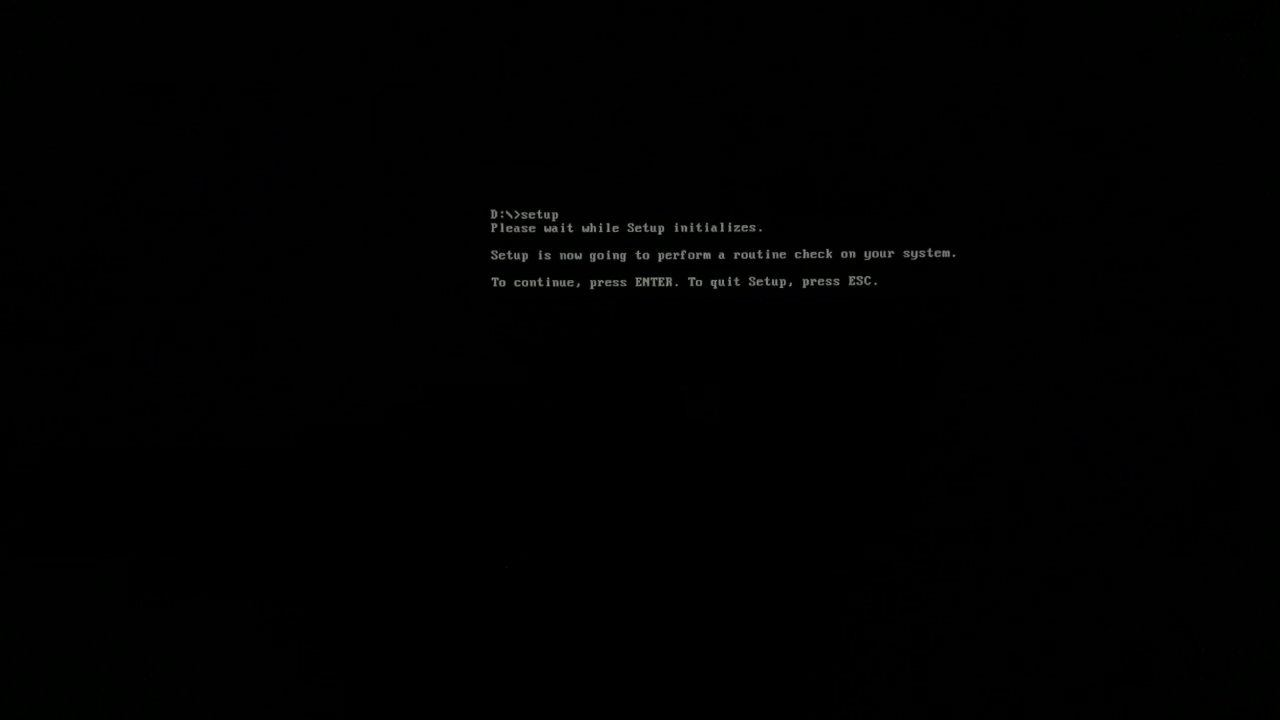 D:\>setup
Please wait while Setup initializes.
Setup is now going to perform a routine check on your system.
To continue, press ENTER. To quit Setup, press ESC.